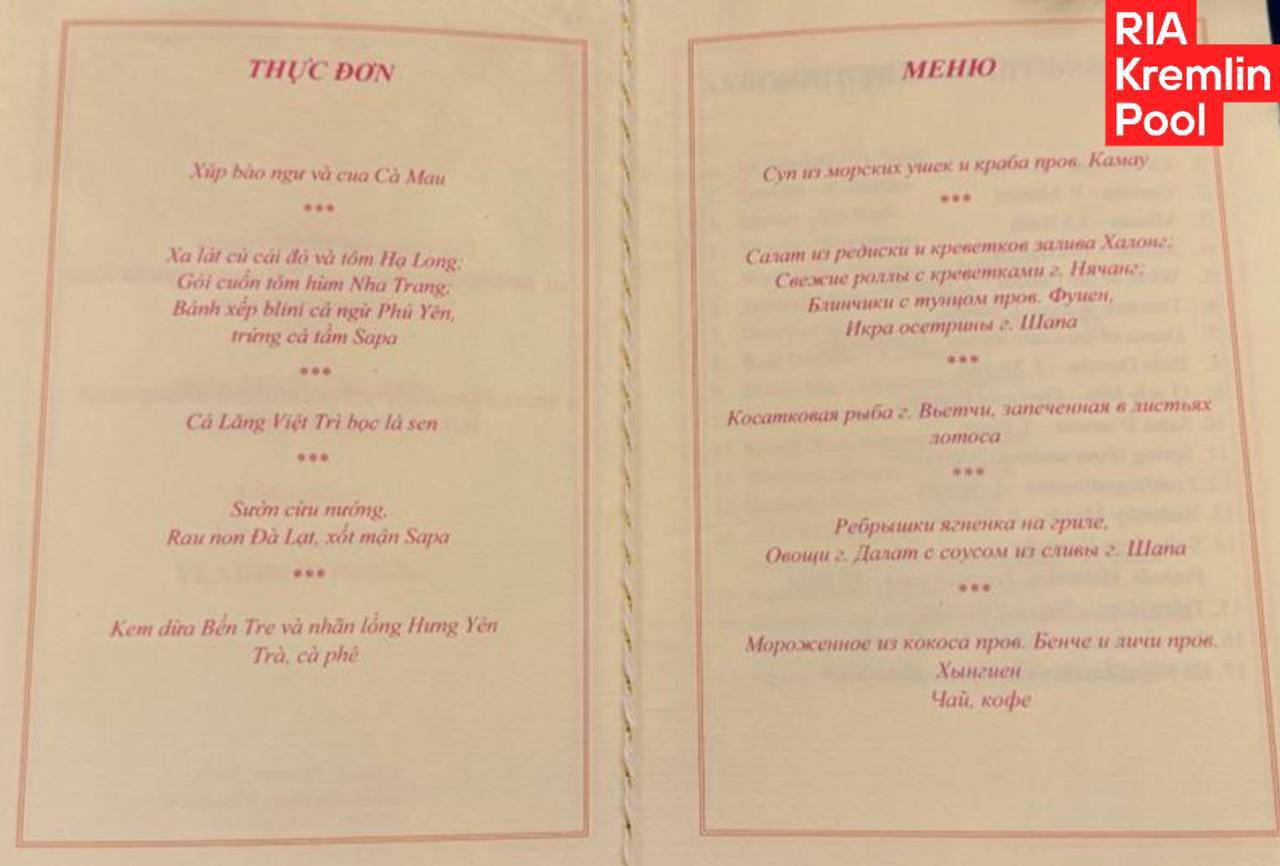 THỰC ĐƠN
Xúp bào ngư và cua Cà Mau
***
Xa lát củ cải đỏ và tôm Hạ Long;
Gỏi cuốn tôm hùm Nha Trang;
Bánh xếp blini cá ngừ Phú Yên,
trứng cá tầm Sapa
***
Cá Lăng Việt Trì bọc lá sen
***
Sườn cừu nướng,
Rau non Đà Lạt, xốt mận Sapa
***
Kem dừa Bến Tre và nhãn lồng Hưng Yên
Trà, cà phê
МЕНЮ
Суп из морских ушек и краба пров. Камау
***
Салат из редиски и креветков залива Халонг;
Свежие роллы с креветками г. Нячанг;
Блинчики с тунцом пров. Фуиен,
Икра осетрины г. Шапа
***
Косатковая рыба г. Вьетчи, запеченная в листьях
лотоса
***
Ребрышки ягненка на гриле,
Овощи г. Далат с соусом из сливы г. Шапа
***
Мороженное из кокоса пров. Бенче и личи пров.
Хынгиен
Чай, кофе
RIA
Kremlin
Pool